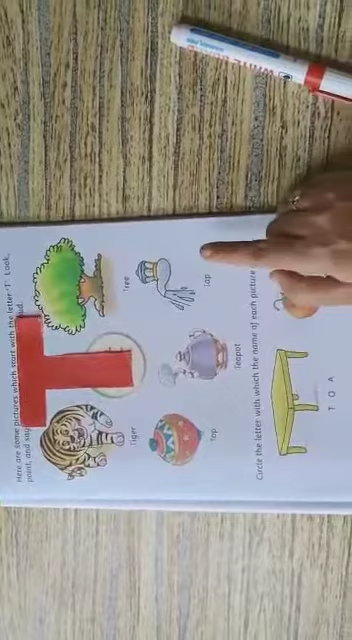 Here are some pictures which start with the letter 'T'. Look,
point, and say
T
Tree
Tap
Tiger
Teapot
Top
Circle the letter with which the name of each picture
T O A